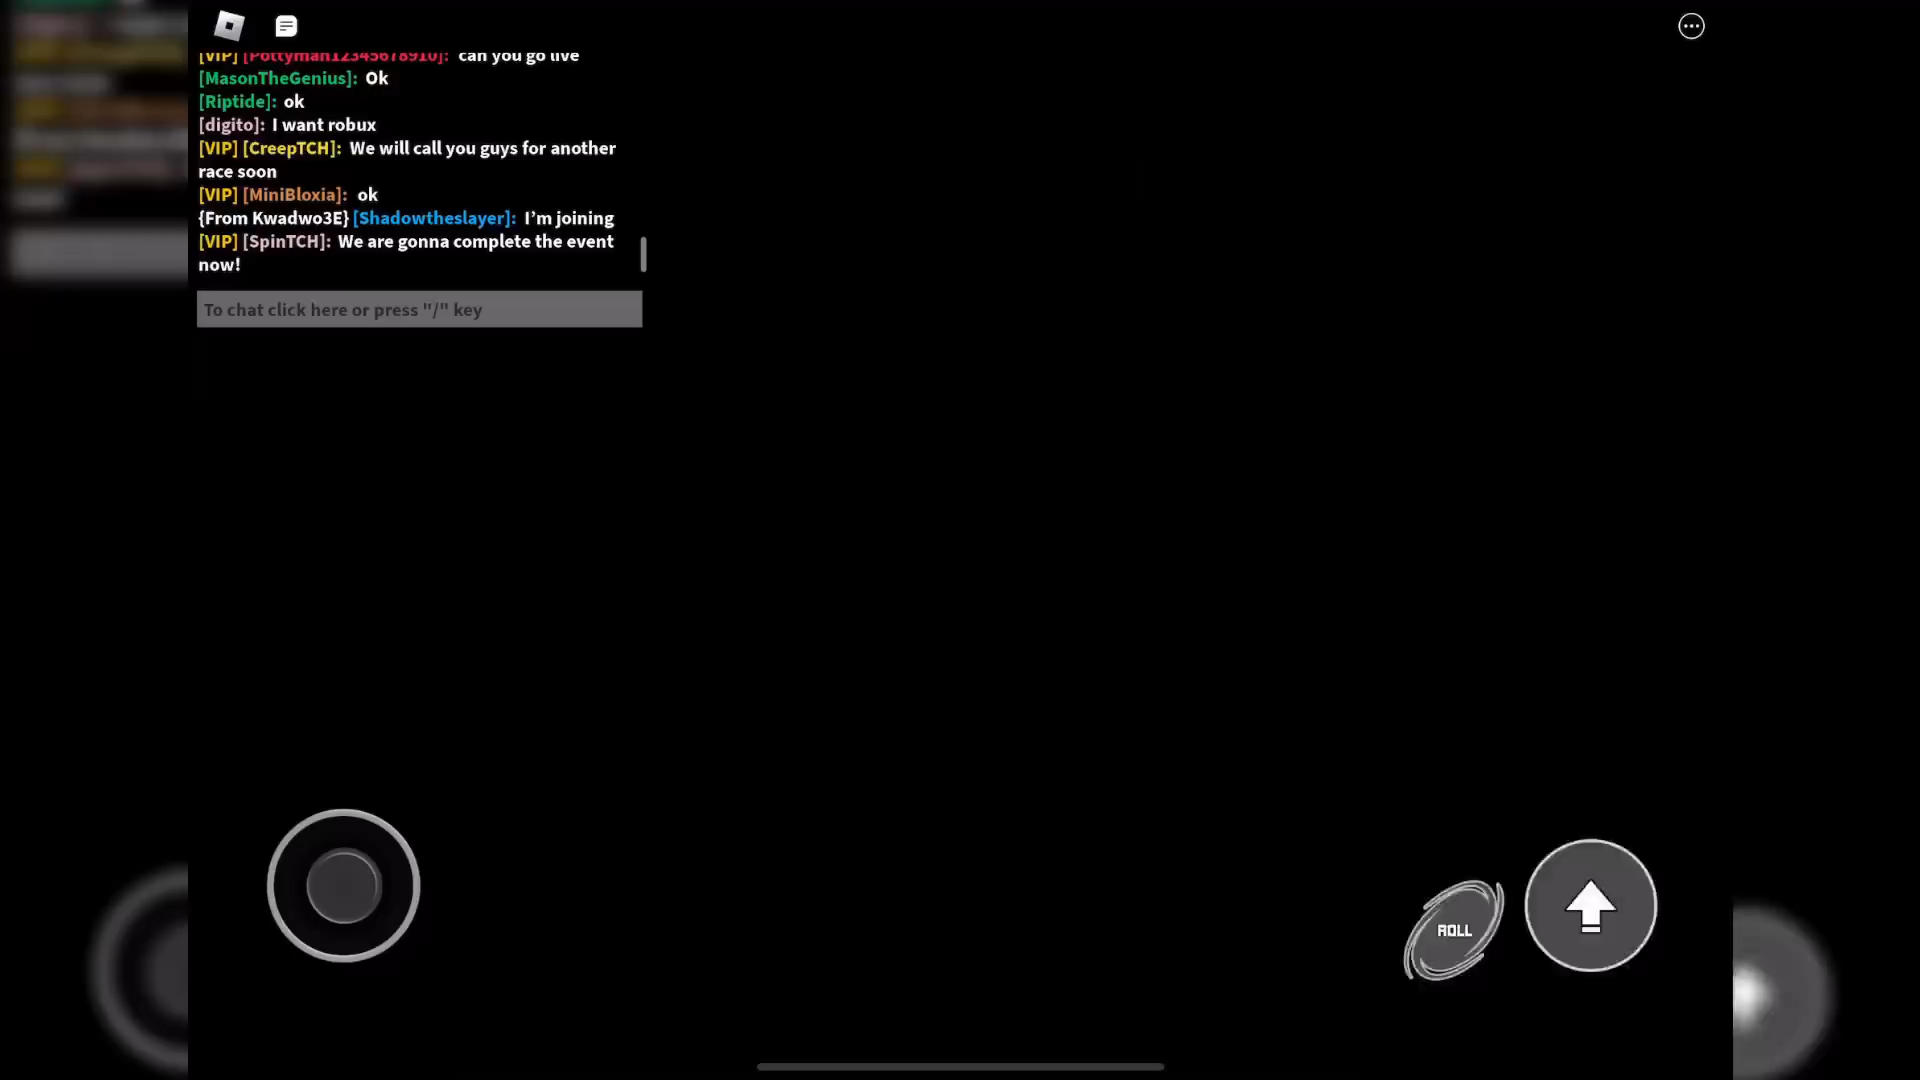 [VIP] [Pottyman12345678910]: can you go live
[MasonTheGenius]: Ok
[Riptide]: ok
[digito]: I want robux
[VIP] [CreepTCH]: We will call you guys for another
race soon
[VIP] [MiniBloxia]: ok
{From Kwadwo3E} [Shadowtheslayer]: I’m joining
[VIP] [SpinTCH]: We are gonna complete the event
now!
To chat click here or press "/" key
ROLL